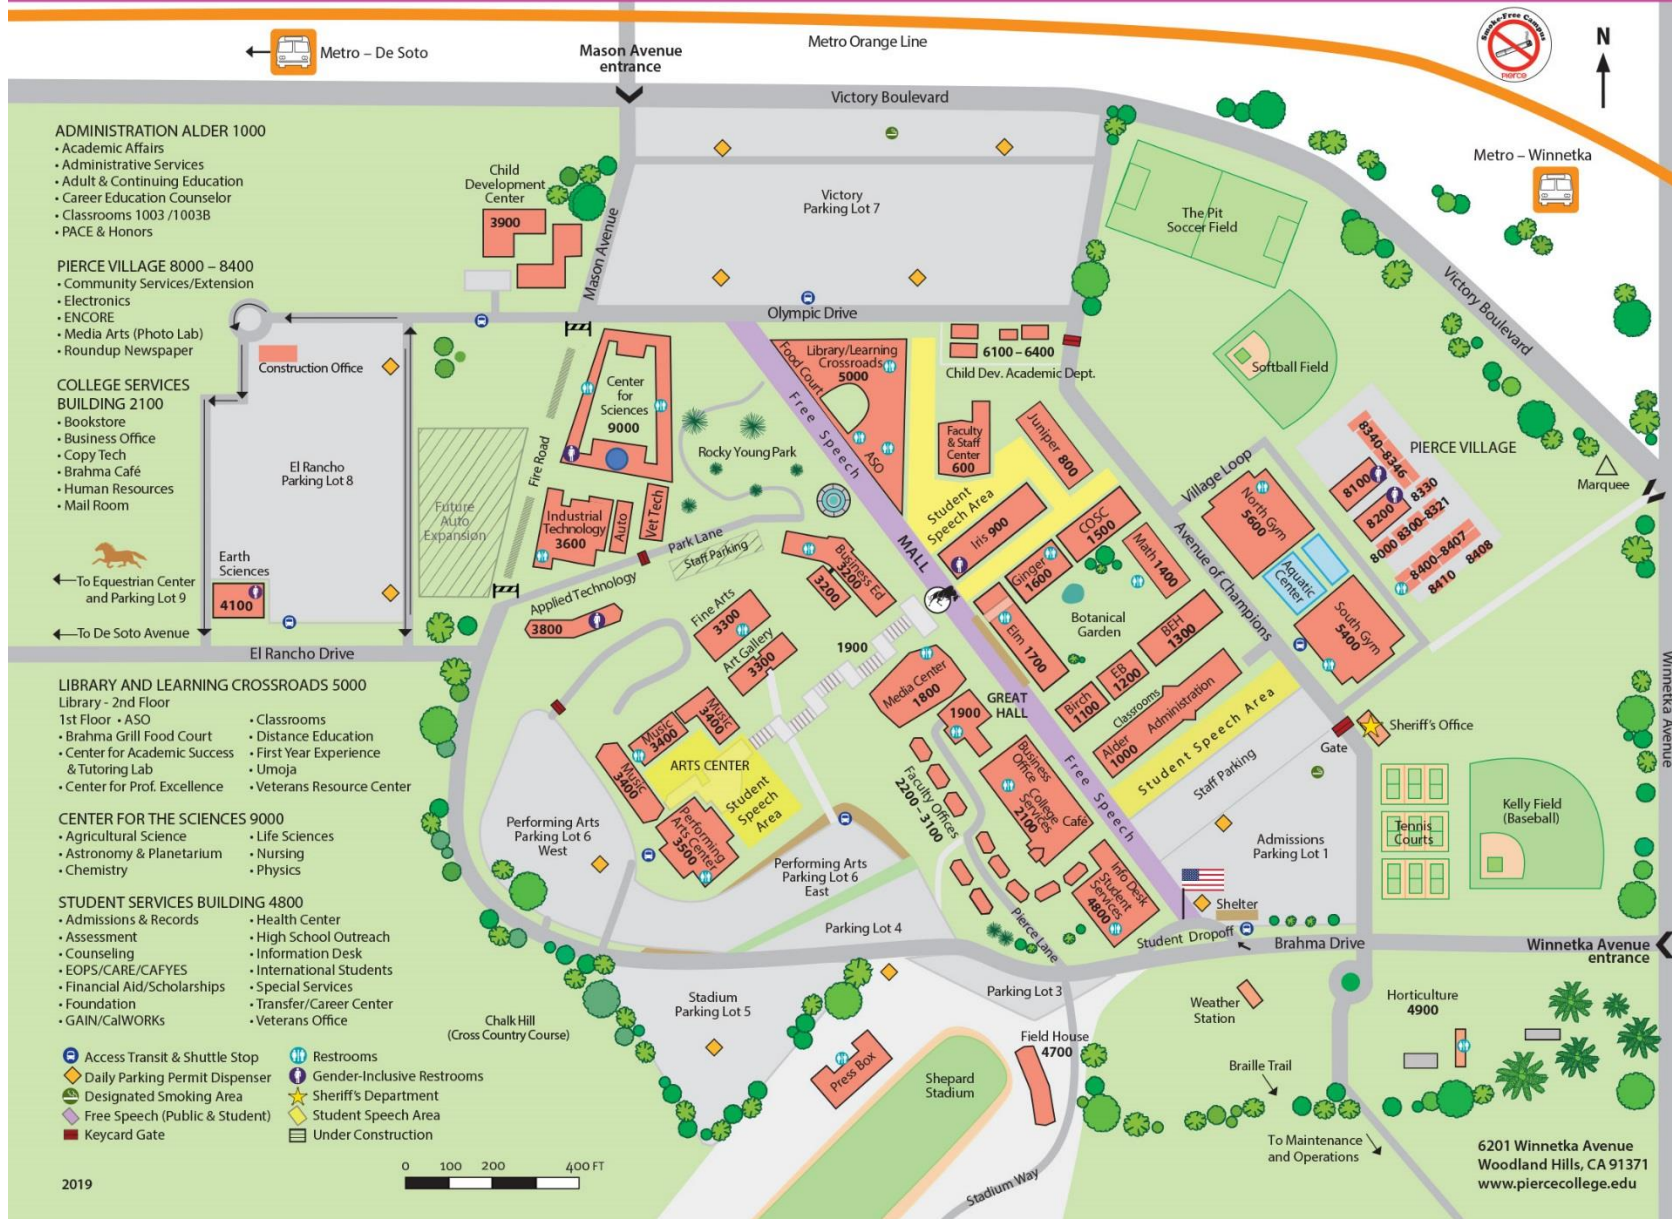 Metro – De Soto
Mason Avenue
entrance
Metro Orange Line
Smoke-Free Campus
PIERCE
N
Victory Boulevard
Metro – Winnetka
ADMINISTRATION ALDER 1000
• Academic Affairs
• Administrative Services
• Adult & Continuing Education
• Career Education Counselor
• Classrooms 1003 /1003B
• PACE & Honors
PIERCE VILLAGE 8000 – 8400
• Community Services/Extension
• Electronics
• ENCORE
• Media Arts (Photo Lab)
• Roundup Newspaper
COLLEGE SERVICES
BUILDING 2100
• Bookstore
• Business Office
• Copy Tech
• Brahma Café
• Human Resources
• Mail Room
Child
Development
Center
3900
Mason Avenue
Victory
Parking Lot 7
The Pit
Soccer Field
Victory Boulevard
Olympic Drive
Construction Office
El Rancho
Parking Lot 8
Future
Auto
Expansion
Fire Road
Center
for
Sciences
9000
Food Court
Library/Learning
Crossroads
5000
ASO
6100 – 6400
Child Dev. Academic Dept.
Softball Field
Free Speech
Rocky Young Park
Faculty
& Staff
Center
600
Juniper 800
Student
Speech Area
Village Loop
North Gym
5600
PIERCE VILLAGE
8340–8346
8100
8330
8200
8300–8321
8000
8400–8407
8408
8410
Marquee
Industrial
Technology
3600
Auto
Vet Tech
Park Lane
Staff Parking
MALL
Iris 900
COSC
1500
Ginger
1600
Math 1400
Avenue of Champions
Aquatic
Center
South Gym
5400
Earth
Sciences
4100
To Equestrian Center
and Parking Lot 9
To De Soto Avenue
El Rancho Drive
Applied Technology
3800
Business Ed
3200
3200
Fine Arts
3300
Art Gallery
3300
1900
Elm 1700
Botanical
Garden
BEH
1300
EB
1200
Birch
1100
Classrooms
Administration
Alder
1000
Student Speech Area
Winnetka Avenue
LIBRARY AND LEARNING CROSSROADS 5000
Library - 2nd Floor
1st Floor • ASO
• Brahma Grill Food Court
• Center for Academic Success
& Tutoring Lab
• Center for Prof. Excellence
• Classrooms
• Distance Education
• First Year Experience
• Umoja
• Veterans Resource Center
Music
3400
Music
3400
Music
3400
ARTS CENTER
Student
Speech
Area
Performing
Arts Center
3500
Media Center
1800
GREAT
HALL
1900
Faculty Offices
2200 – 3100
Business
Office
College
Services
2100
Café
Free Speech
Staff Parking
Gate
Sheriff's Office
Admissions
Parking Lot 1
Tennis
Courts
Kelly Field
(Baseball)
CENTER FOR THE SCIENCES 9000
• Agricultural Science
• Astronomy & Planetarium
• Chemistry
• Life Sciences
• Nursing
• Physics
Performing Arts
Parking Lot 6
West
Performing Arts
Parking Lot 6
East
Parking Lot 4
Info Desk
Student
Services
4800
Pierce Lane
Shelter
Student Dropoff
Brahma Drive
Winnetka Avenue
entrance
STUDENT SERVICES BUILDING 4800
• Admissions & Records
• Assessment
• Counseling
• EOPS/CARE/CAFYES
• Financial Aid/Scholarships
• Foundation
• GAIN/CalWORKs
• Health Center
• High School Outreach
• Information Desk
• International Students
• Special Services
• Transfer/Career Center
• Veterans Office
Chalk Hill
(Cross Country Course)
Stadium
Parking Lot 5
Parking Lot 3
Weather
Station
Horticulture
4900
Field House
4700
Press Box
Shepard
Stadium
Braille Trail
To Maintenance
and Operations
Stadium Way
Access Transit & Shuttle Stop
Daily Parking Permit Dispenser
Designated Smoking Area
Free Speech (Public & Student)
Keycard Gate
Restrooms
Gender-Inclusive Restrooms
Sheriff's Department
Student Speech Area
Under Construction
2019
0 100 200 400 FT
6201 Winnetka Avenue
Woodland Hills, CA 91371
www.piercecollege.edu